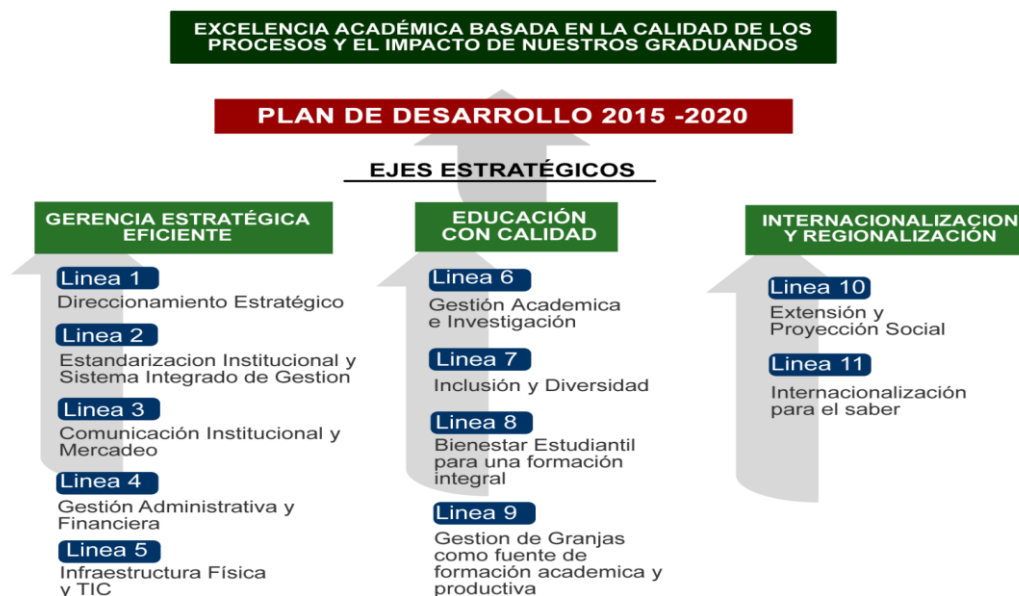 EXCELENCIA ACADÉMICA BASADA EN LA CALIDAD DE LOS
PROCESOS Y EL IMPACTO DE NUESTROS GRADUANDOS
PLAN DE DESARROLLO 2015 -2020
EJES ESTRATÉGICOS
GERENCIA ESTRATÉGICA
EFICIENTE
Linea 1
Direccionamiento Estratégico
Linea 2
Estandarizacion Institucional y
Sistema Integrado de Gestion
Linea 3
Comunicación Institucional y
Mercadeo
Linea 4
Gestión Administrativa y
Financiera
Linea 5
Infraestructura Física
y TIC
EDUCACIÓN
CON CALIDAD
Linea 6
Gestión Academica
e Investigación
Linea 7
Inclusión y Diversidad
Linea 8
Bienestar Estudiantil
para una formación
integral
Linea 9
Gestion de Granjas
como fuente de
formación academica y
productiva
INTERNACIONALIZACION
Y REGIONALIZACIÓN
Linea 10
Extensión y
Proyección Social
Linea 11
Internacionalización
para el saber